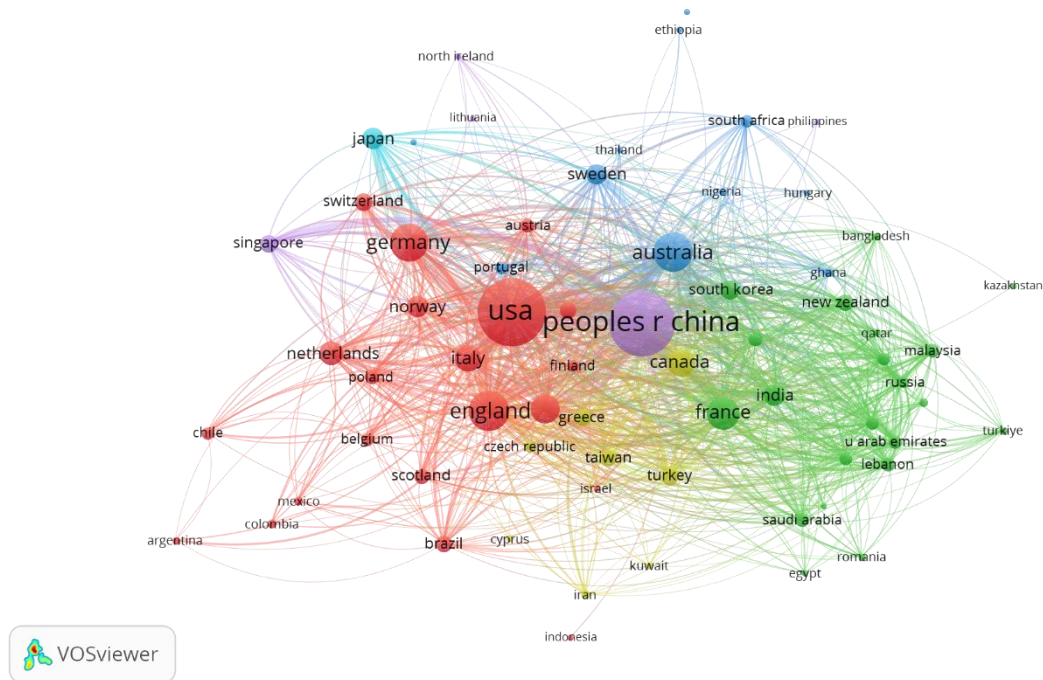 ethiopia
north ireland
lithuania
south africa
philippines
japan
thailand
sweden
nigeria
hungary
switzerland
austria
bangladesh
singapore
germany
australia
portugal
ghana
kazakhstan
south korea
new zealand
norway
usa
peoples r china
qatar
netherlands
italy
finland
canada
malaysia
poland
russia
india
england
greece
france
chile
belgium
czech republic
u arab emirates
turkiye
taiwan
lebanon
scotland
turkey
israel
mexico
colombia
saudi arabia
argentina
brazil
cyprus
romania
kuwait
egypt
iran
indonesia
VOSviewer